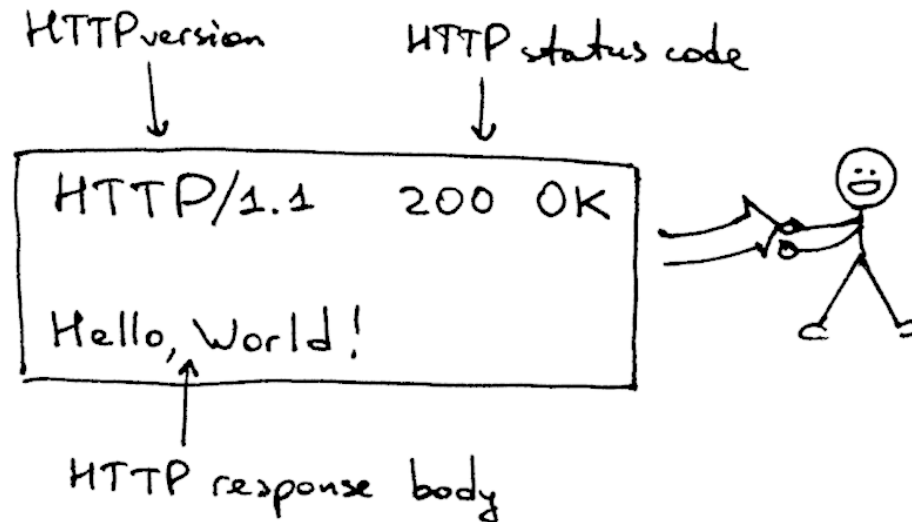 HTTP version HTTP status code
HTTP/1.1 200 OK
Hello, World!
HTTP response body